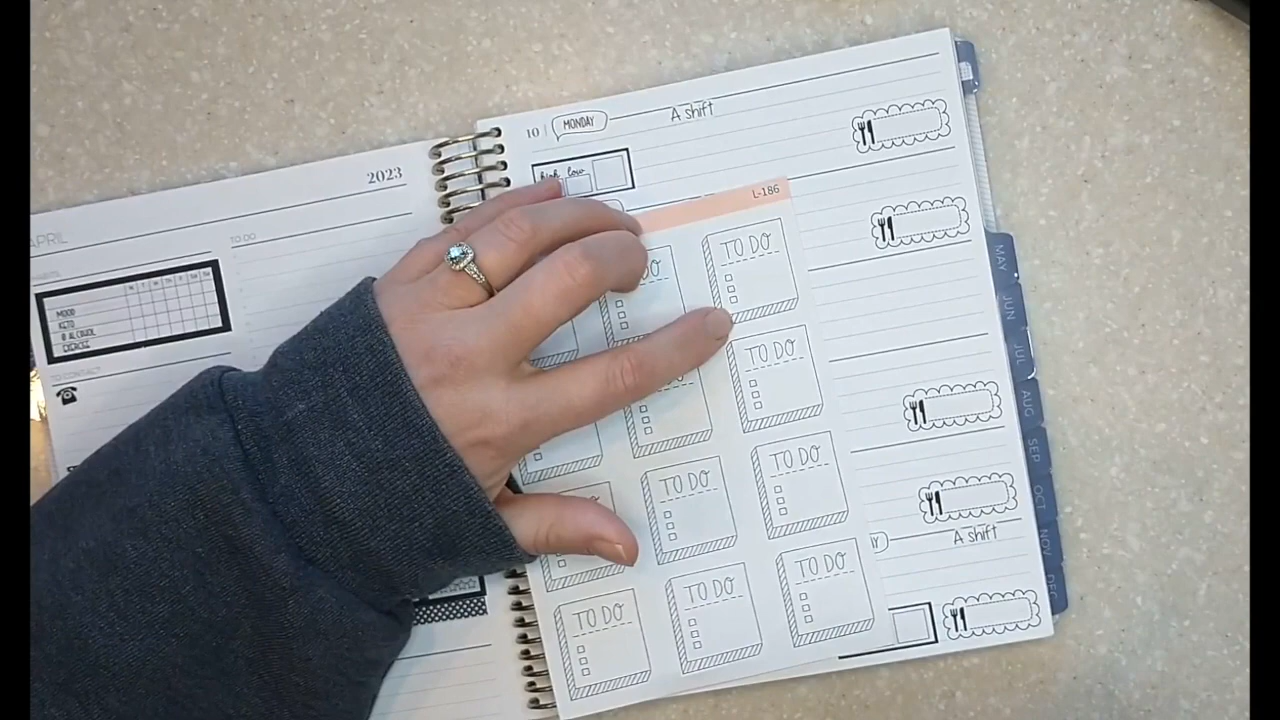 2023
APRIL
TO DO
MOOD
KETO
0 ALCOHOL
EXERCISE
TO CONTACT
10
MONDAY
A shift
high low
L-186
TO DO
TO DO
TO DO
TO DO
TO DO
TO DO
TO DO
TO DO
A shift
MAY
JUN
JUL
AUG
SEP
OCT
NOV
DEC